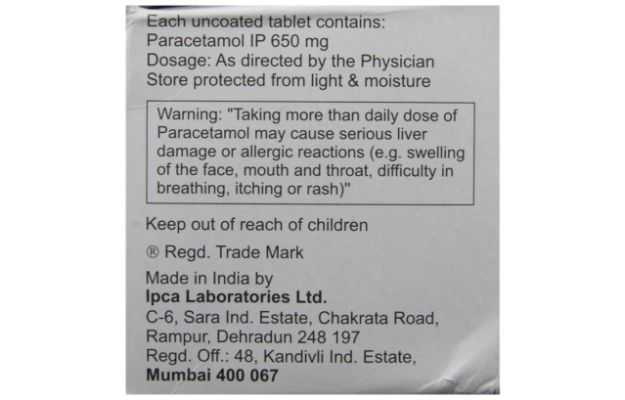 Each uncoated tablet contains:
Paracetamol IP 650 mg
Dosage: As directed by the Physician
Store protected from light & moisture
Warning: "Taking more than daily dose of
Paracetamol may cause serious liver
damage or allergic reactions (e.g. swelling
of the face, mouth and throat, difficulty in
breathing, itching or rash)"
Keep out of reach of children
® Regd. Trade Mark
Made in India by
Ipca Laboratories Ltd.
C-6, Sara Ind. Estate, Chakrata Road,
Rampur, Dehradun 248 197
Regd. Off.: 48, Kandivli Ind. Estate,
Mumbai 400 067